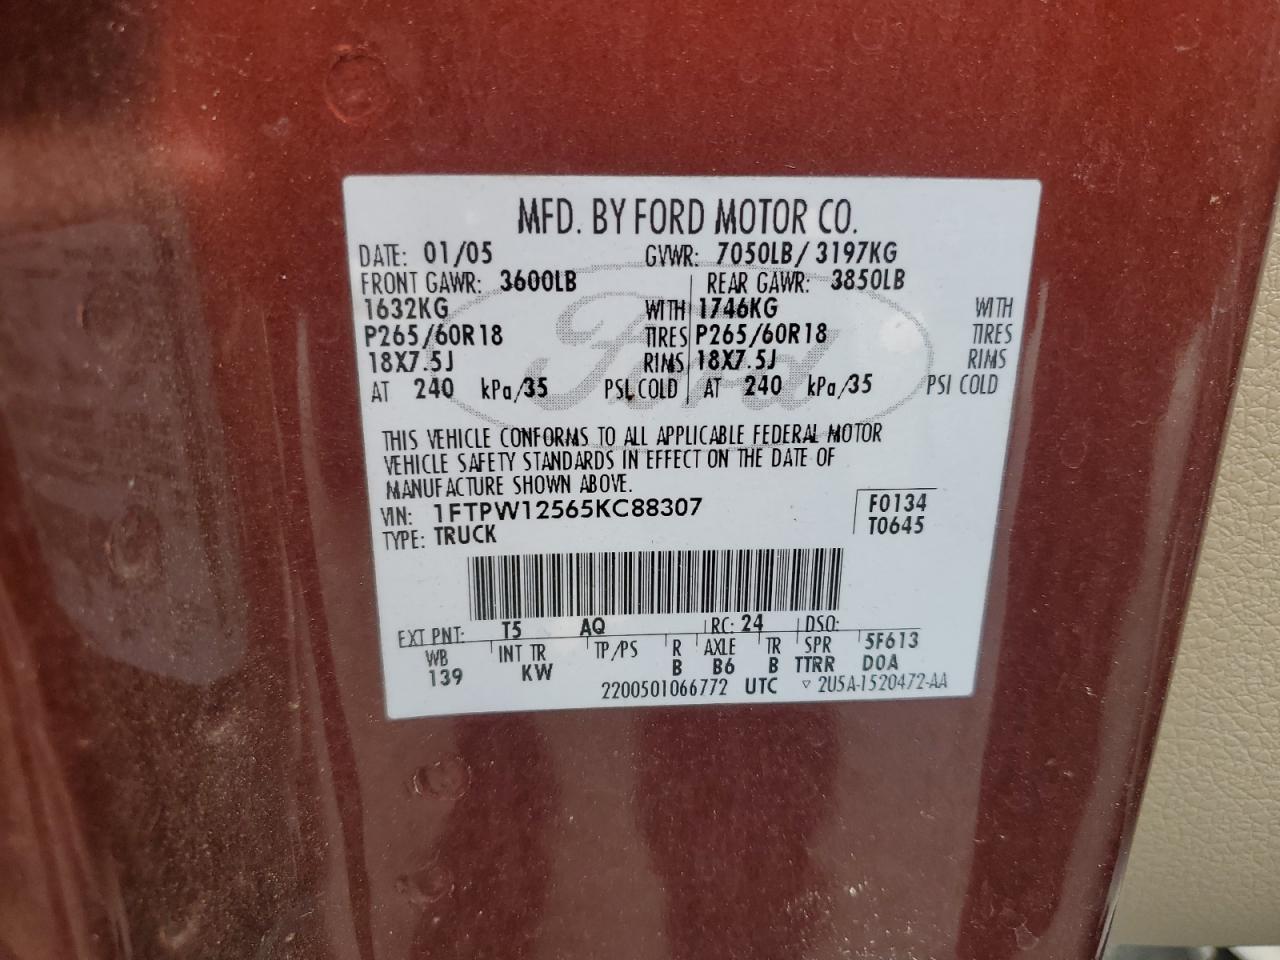 MFD. BY FORD MOTOR CO.
DATE: 01/05 GVWR: 7050LB/ 3197KG
FRONT GAWR: 3600LB REAR GAWR: 3850LB
1632KG WITH 1746KG WITH
P265/60R18 TIRES P265/60R18 TIRES
18X7.5J RIMS 18X7.5J RIMS
AT 240 kPa/35 PSI COLD AT 240 kPa/35 PSI COLD
Ford
THIS VEHICLE CONFORMS TO ALL APPLICABLE FEDERAL MOTOR
VEHICLE SAFETY STANDARDS IN EFFECT ON THE DATE OF
MANUFACTURE SHOWN ABOVE.
VIN: 1FTPW12565KC88307 F0134
TYPE: TRUCK T0645
EXT PNT: T5 AQ RC: 24 DSO:
WB INT TR TP/PS R AXLE TR SPR 5F613
139 KW B B6 B TTRR DOA
2200501066772 UTC ▽ 2U5A-1520472-AA